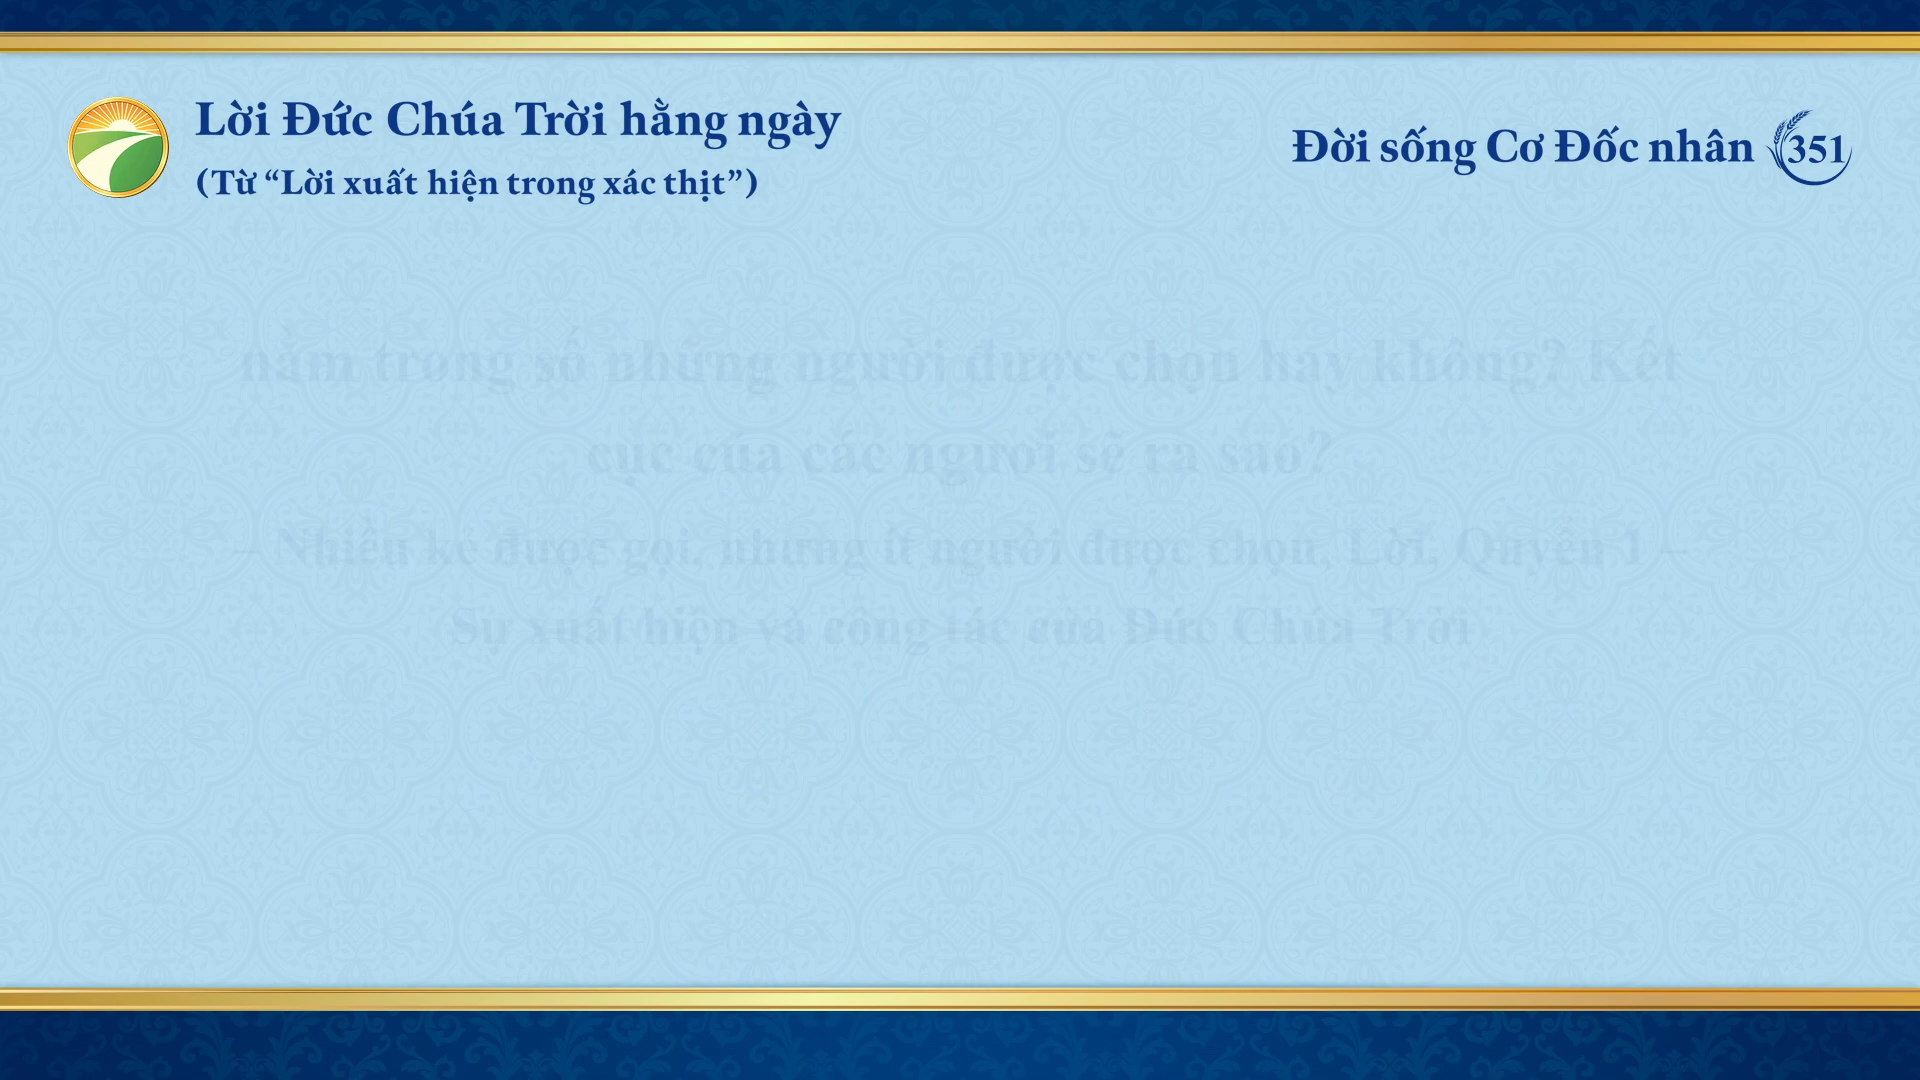 Lời Đức Chúa Trời hằng ngày
(Từ “Lời xuất hiện trong xác thịt”)
Đời sống Cơ Đốc nhân 351
nằm trong số những người được chọn hay không? Kết
cục của các ngươi sẽ ra sao?
– Nhiều kẻ được gọi, nhưng ít người được chọn, Lời, Quyển 1 –
Sự xuất hiện và công tác của Đức Chúa Trời